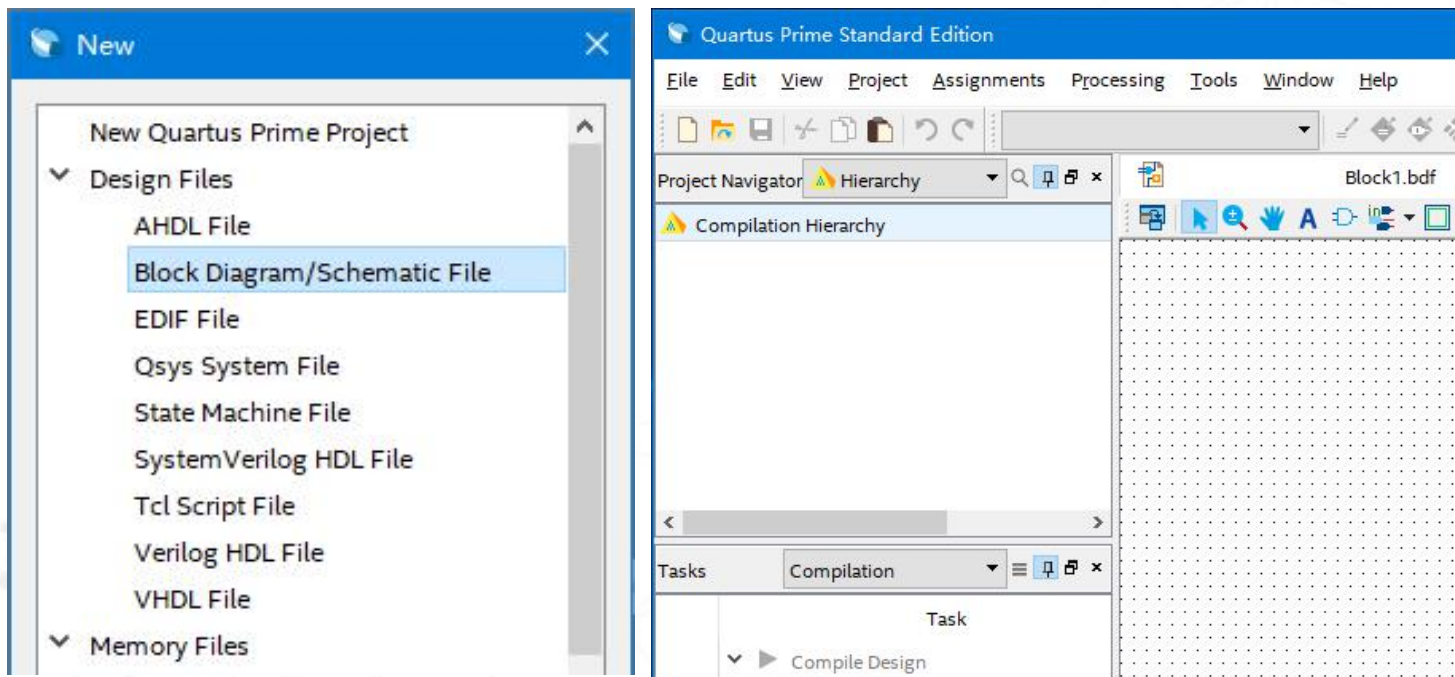 New
New Quartus Prime Project
Design Files
AHDL File
Block Diagram/Schematic File
EDIF File
Qsys System File
State Machine File
SystemVerilog HDL File
Tcl Script File
Verilog HDL File
VHDL File
Memory Files
Quartus Prime Standard Edition
File Edit View Project Assignments Processing Tools Window Help
Project Navigator Hierarchy
Compilation Hierarchy
Tasks Compilation
Task
Compile Design
Block1.bdf
A